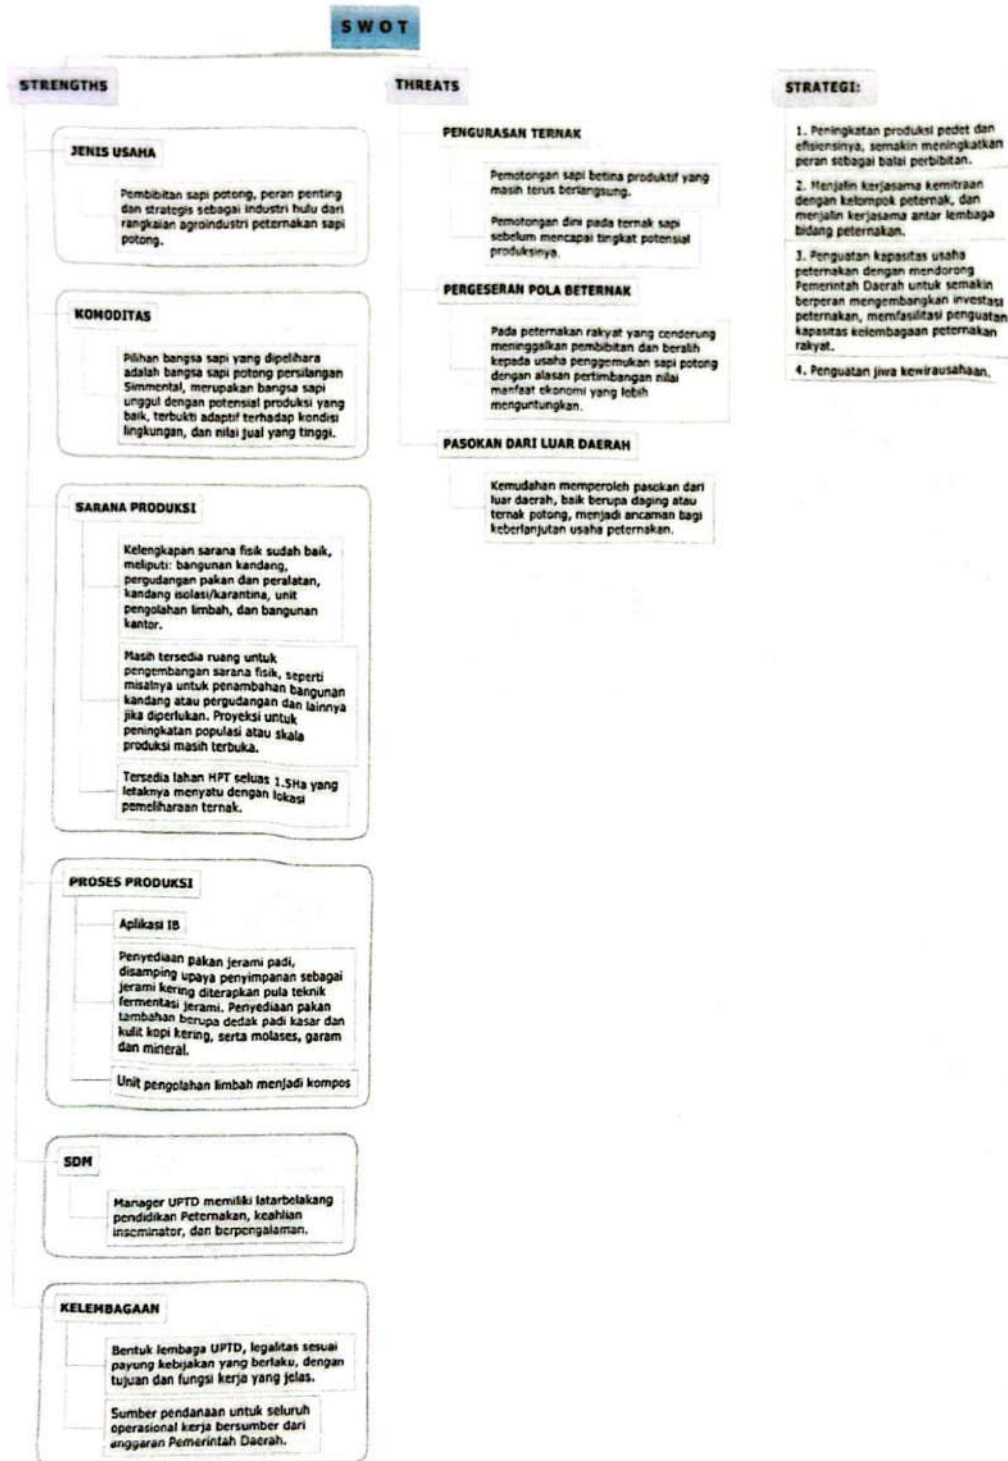 SWOT
STRENGTHS
JENIS USAHA
Pembibitan sapi potong, peran penting
dan strategis sebagai industri hulu dari
rangkaian agroindustri peternakan sapi
potong.
KOMODITAS
Pilihan bangsa sapi yang dipelihara
adalah bangsa sapi potong persilangan
Simmental, merupakan bangsa sapi
unggul dengan potensial produksi yang
baik, terbukti adaptif terhadap kondisi
lingkungan, dan nilai jual yang tinggi.
SARANA PRODUKSI
Kelengkapan sarana fisik sudah baik,
meliputi: bangunan kandang,
pergudangan pakan dan peralatan,
kandang isolasi/karantina, unit
pengolahan limbah, dan bangunan
kantor.
Masih tersedia ruang untuk
pengembangan sarana fisik, seperti
misalnya untuk penambahan bangunan
kandang atau pergudangan dan lainnya
jika diperlukan. Proyeksi untuk
peningkatan populasi atau skala
produksi masih terbuka.
Tersedia lahan HPT seluas 1.5Ha yang
letaknya menyatu dengan lokasi
pemeliharaan ternak.
PROSES PRODUKSI
Aplikasi IB
Penyediaan pakan jerami padi,
disamping upaya penyimpanan sebagai
jerami kering diterapkan pula teknik
fermentasi jerami. Penyediaan pakan
tambahan berupa dedak padi kasar dan
kulit kopi kering, serta molases, garam
dan mineral.
Unit pengolahan limbah menjadi kompos
SDM
Manager UPTD memiliki latarbelakang
pendidikan Peternakan, keahlian
inseminator, dan berpengalaman.
KELEMBAGAAN
Bentuk lembaga UPTD, legalitas sesuai
payung kebijakan yang berlaku, dengan
tujuan dan fungsi kerja yang jelas.
Sumber pendanaan untuk seluruh
operasional kerja bersumber dari
anggaran Pemerintah Daerah.
THREATS
PENGURASAN TERNAK
Pemotongan sapi betina produktif yang
masih terus berlangsung.
Pemotongan dini pada ternak sapi
sebelum mencapai tingkat potensial
produksinya.
PERGESERAN POLA BETERNAK
Pada peternakan rakyat yang cenderung
meninggalkan pembibitan dan beralih
kepada usaha penggemukan sapi potong
dengan alasan pertimbangan nilai
manfaat ekonomi yang lebih
menguntungkan.
PASOKAN DARI LUAR DAERAH
Kemudahan memperoleh pasokan dari
luar daerah, baik berupa daging atau
ternak potong, menjadi ancaman bagi
keberlanjutan usaha peternakan.
STRATEGI:
1. Peningkatan produksi pedet dan
efisiensinya, semakin meningkatkan
peran sebagai balai perbibitan.
2. Menjalin kerjasama kemitraan
dengan kelompok peternak, dan
menjalin kerjasama antar lembaga
bidang peternakan.
3. Penguatan kapasitas usaha
peternakan dengan mendorong
Pemerintah Daerah untuk semakin
berperan mengembangkan investasi
peternakan, memfasilitasi penguatan
kapasitas kelembagaan peternakan
rakyat.
4. Penguatan jiwa kewirausahaan.